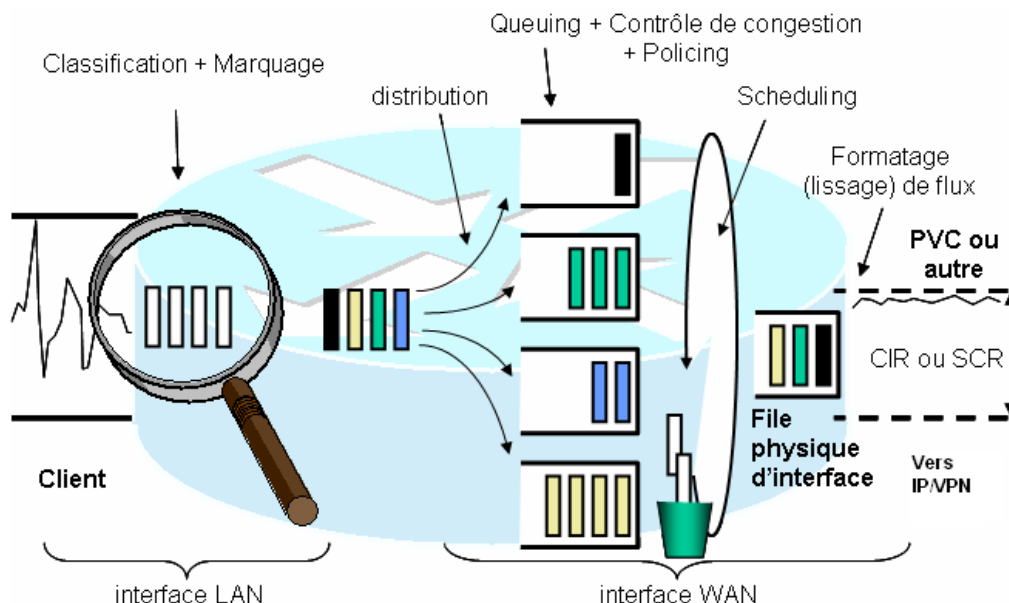 Queuing + Contrôle de congestion
+ Policing
Classification + Marquage
distribution
Scheduling
Formatage
(lissage) de flux
PVC ou
autre
CIR ou SCR
File
physique
d'interface
Client
Vers
IP/VPN
interface LAN
interface WAN